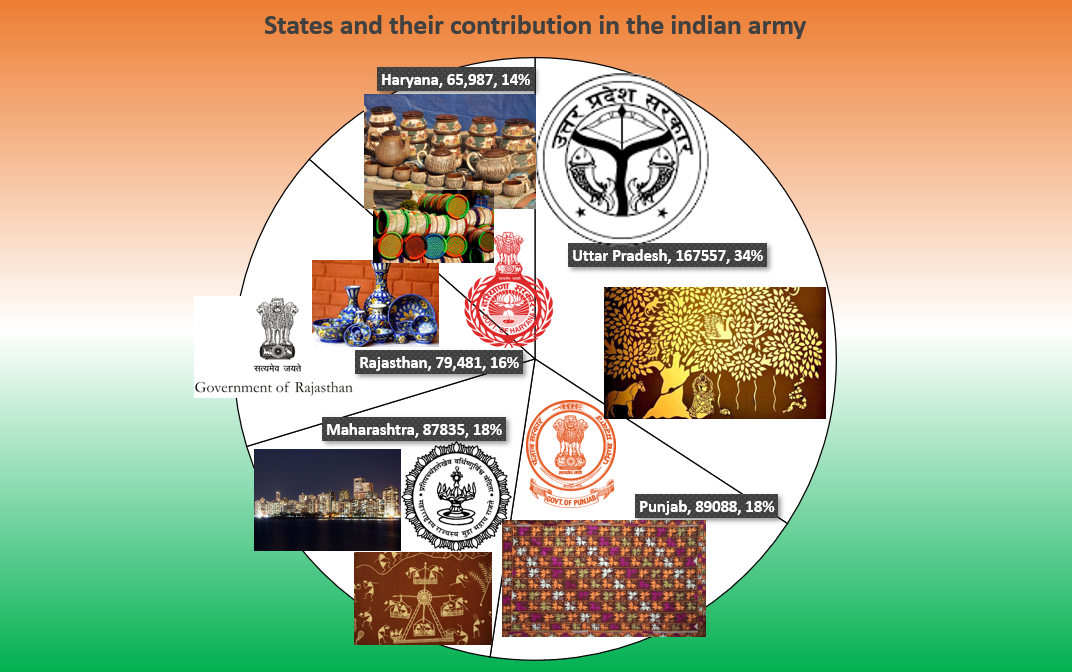 States and their contribution in the indian army
Haryana, 65,987, 14%
उत्तर प्रदेश सरकार
Uttar Pradesh, 167557, 34%
हरियाणा सरकार
GOVT. OF HARYANA
सत्यमेव जयते
Government of Rajasthan
Rajasthan, 79,481, 16%
Maharashtra, 87835, 18%
GOVT. OF PUNJAB
Punjab, 89088, 18%